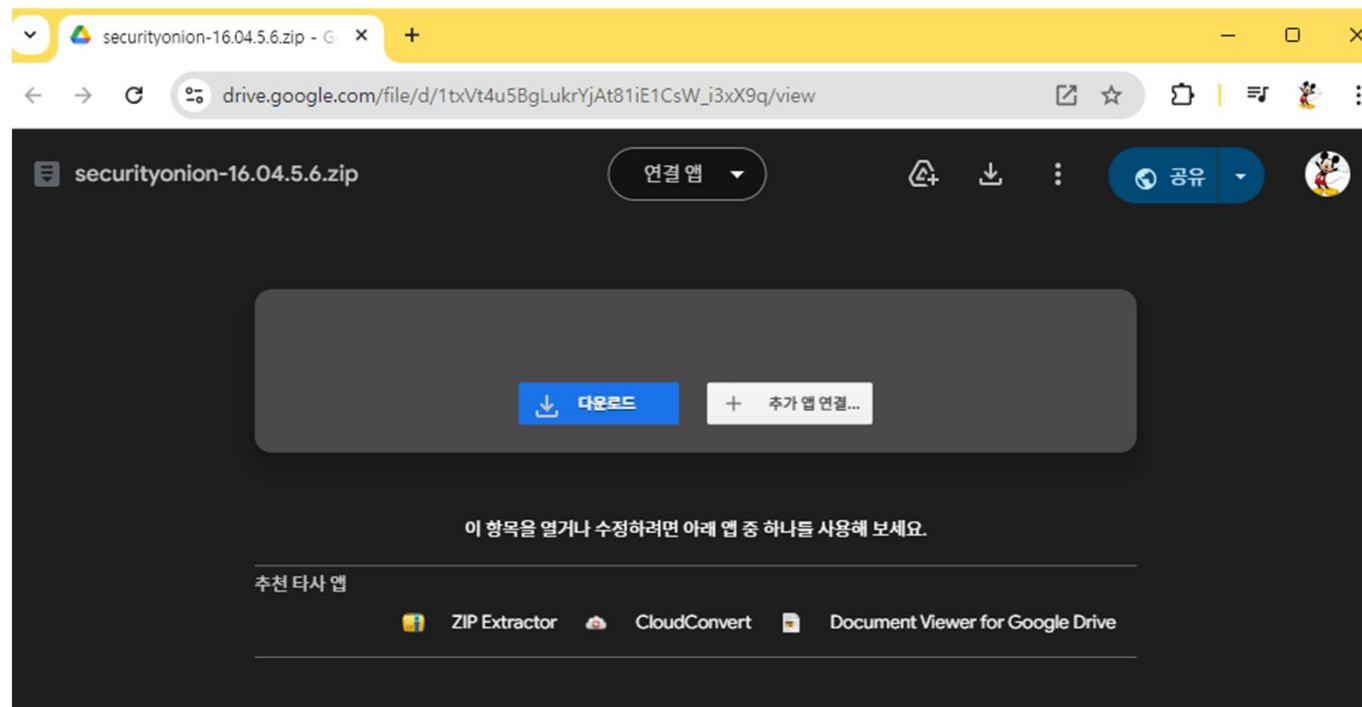 securityonion-16.04.5.6.zip - G
drive.google.com/file/d/1txVt4u5BgLukrYjAt81iE1CsW_i3xX9q/view
securityonion-16.04.5.6.zip
연결 앱
공유
다운로드
추가 앱 연결...
이 항목을 열거나 수정하려면 아래 앱 중 하나를 사용해 보세요.
추천 타사 앱
ZIP Extractor CloudConvert Document Viewer for Google Drive